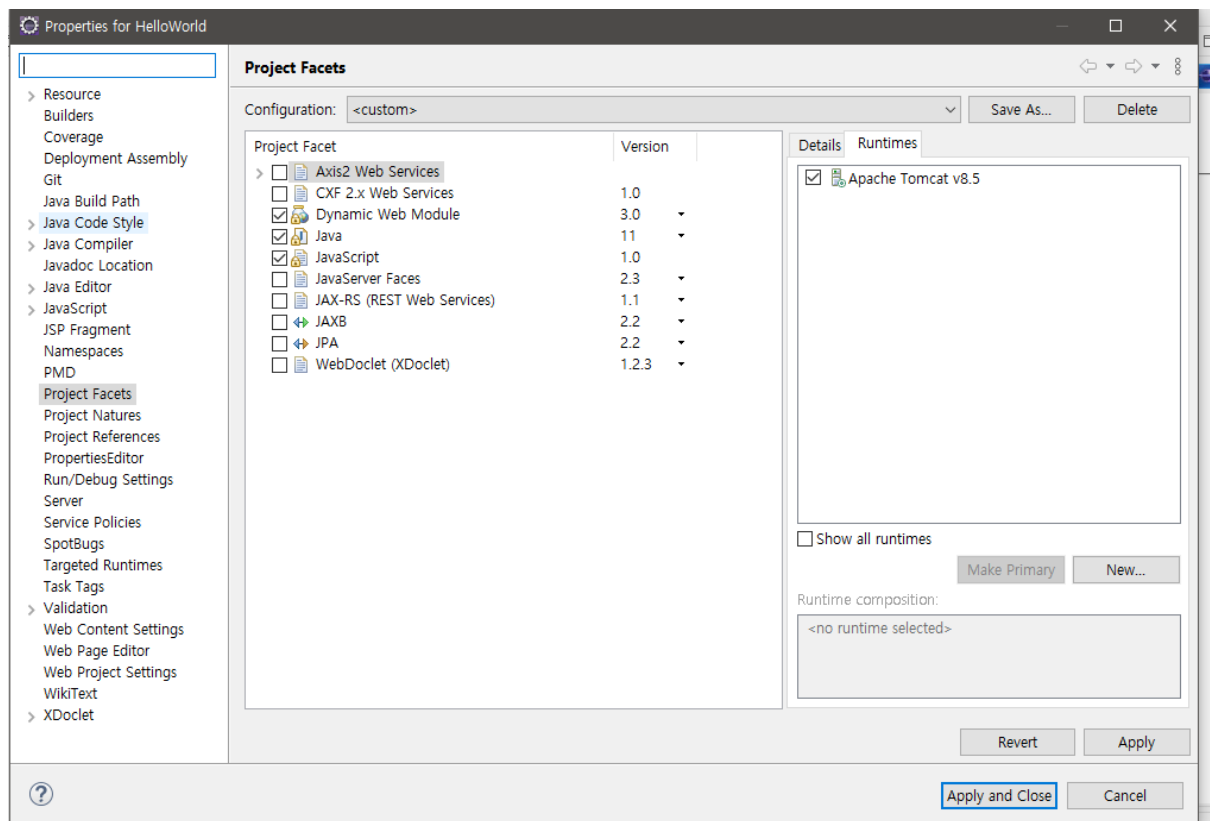 Properties for HelloWorld
Resource
Builders
Coverage
Deployment Assembly
Git
Java Build Path
Java Code Style
Java Compiler
Javadoc Location
Java Editor
JavaScript
JSP Fragment
Namespaces
PMD
Project Facets
Project Natures
Project References
PropertiesEditor
Run/Debug Settings
Server
Service Policies
SpotBugs
Targeted Runtimes
Task Tags
Validation
Web Content Settings
Web Page Editor
Web Project Settings
WikiText
XDoclet
Project Facets
Configuration: <custom> Save As... Delete
Project Facet Version
Axis2 Web Services
CXF 2.x Web Services 1.0
Dynamic Web Module 3.0
Java 11
JavaScript 1.0
JavaServer Faces 2.3
JAX-RS (REST Web Services) 1.1
JAXB 2.2
JPA 2.2
WebDoclet (XDoclet) 1.2.3
Details Runtimes
Apache Tomcat v8.5
Show all runtimes
Make Primary New...
Runtime composition:
<no runtime selected>
Revert Apply
Apply and Close Cancel